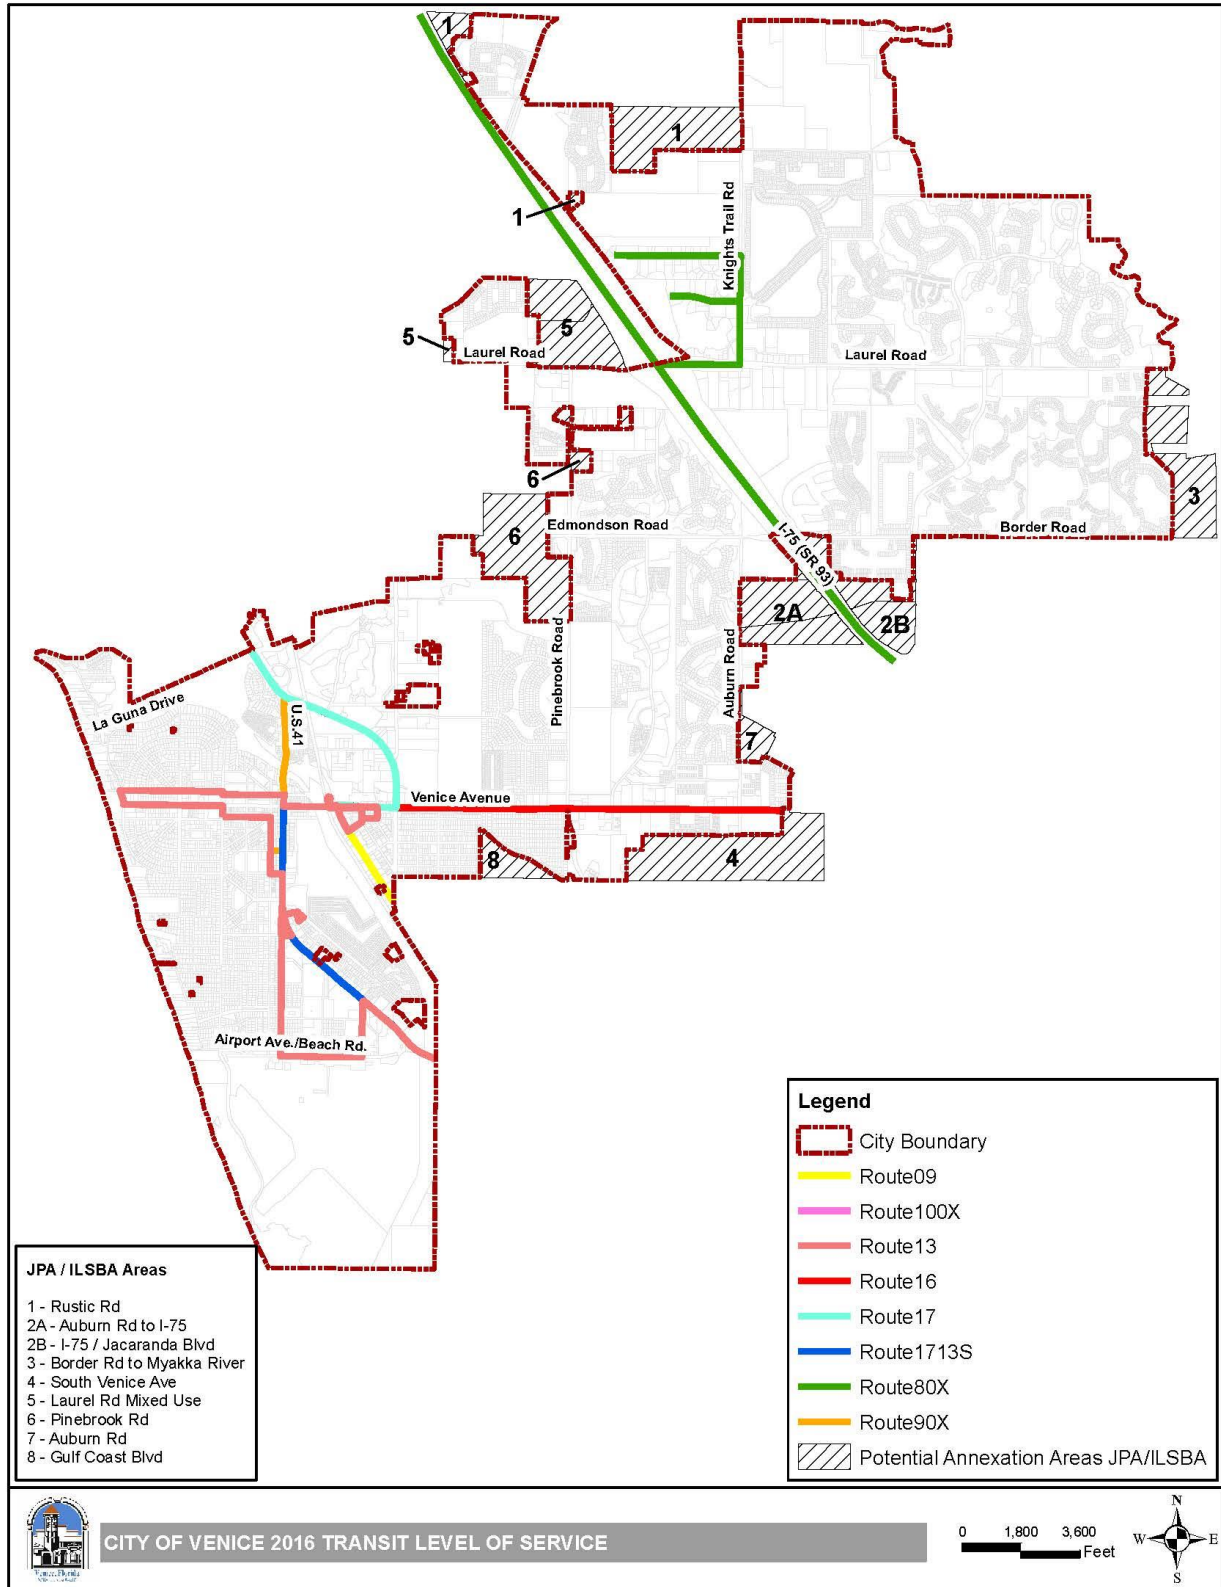 1
1
Knights Trail Rd
1
5
5
Laurel Road
Laurel Road
6
3
6
Edmondson Road
Border Road
I-75 (SR 93)
2A
2B
Pinebrook Road
Auburn Road
La Guna Drive
U.S.41
7
Venice Avenue
8
4
Airport Ave./Beach Rd.
Legend
City Boundary
Route09
Route100X
Route13
Route16
Route17
Route1713S
Route80X
Route90X
Potential Annexation Areas JPA/ILSBA
JPA / ILSBA Areas
1 - Rustic Rd
2A - Auburn Rd to I-75
2B - I-75 / Jacaranda Blvd
3 - Border Rd to Myakka River
4 - South Venice Ave
5 - Laurel Rd Mixed Use
6 - Pinebrook Rd
7 - Auburn Rd
8 - Gulf Coast Blvd
Venice, Florida
CITY OF VENICE 2016 TRANSIT LEVEL OF SERVICE
0 1,800 3,600
Feet
N
W E
S